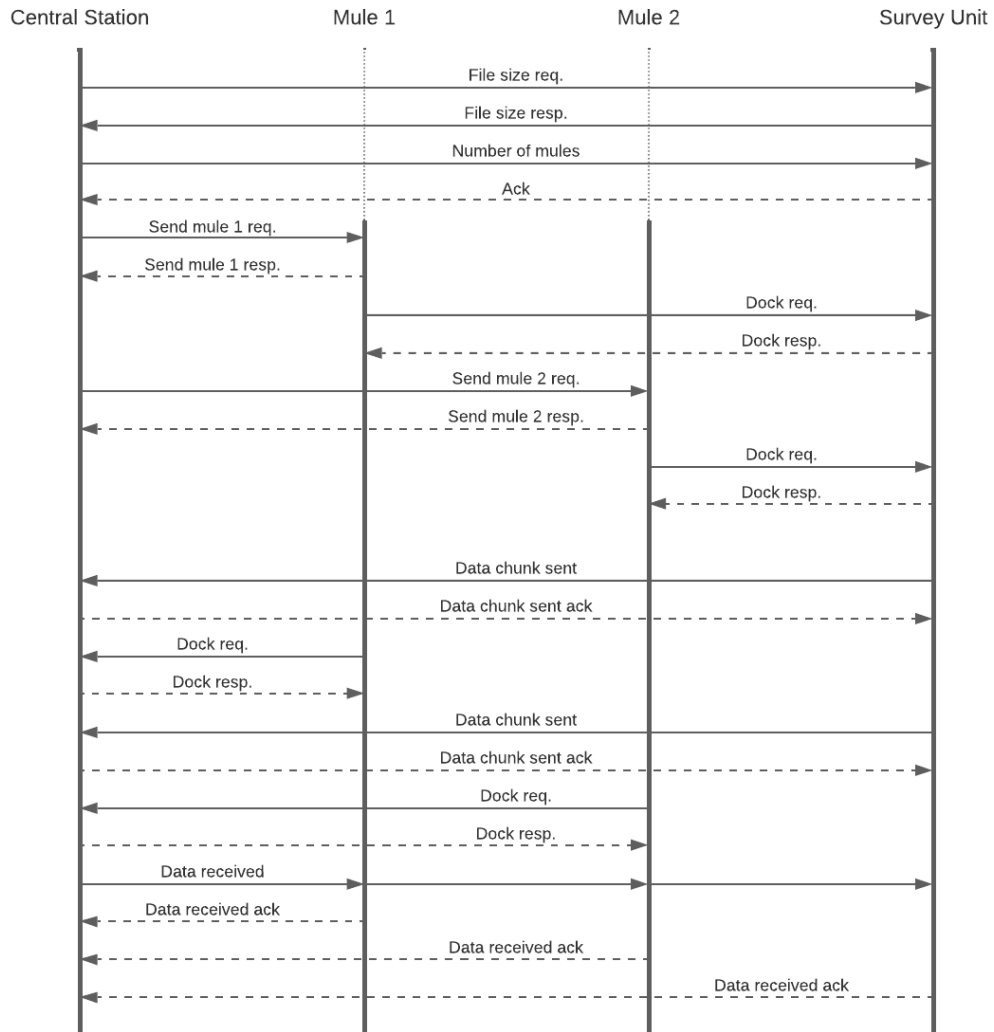 Central Station
Mule 1
Mule 2
Survey Unit
File size req.
File size resp.
Number of mules
Ack
Send mule 1 req.
Send mule 1 resp.
Dock req.
Dock resp.
Send mule 2 req.
Send mule 2 resp.
Dock req.
Dock resp.
Data chunk sent
Data chunk sent ack
Dock req.
Dock resp.
Data chunk sent
Data chunk sent ack
Dock req.
Dock resp.
Data received
Data received ack
Data received ack
Data received ack